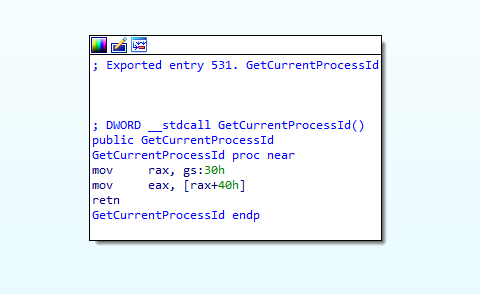 ; Exported entry 531. GetCurrentProcessId
; DWORD __stdcall GetCurrentProcessId()
public GetCurrentProcessId
GetCurrentProcessId proc near
mov     rax, gs:30h
mov     eax, [rax+40h]
retn
GetCurrentProcessId endp